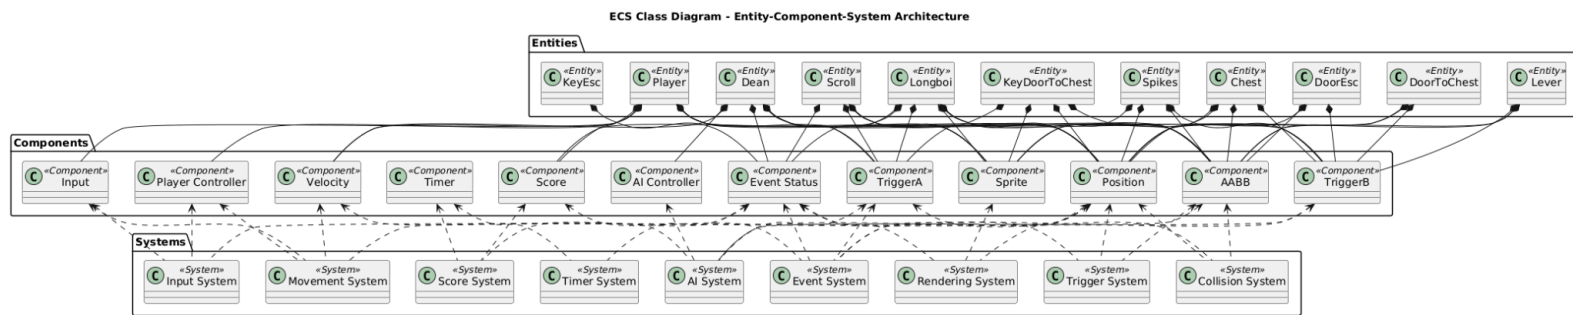 ECS Class Diagram - Entity-Component-System Architecture
Entities
C «Entity» KeyEsc
C «Entity» Player
C «Entity» Dean
C «Entity» Scroll
C «Entity» Longboi
C «Entity» KeyDoorToChest
C «Entity» Spikes
C «Entity» Chest
C «Entity» DoorEsc
C «Entity» DoorToChest
C «Entity» Lever
Components
C «Component» Input
C «Component» Player Controller
C «Component» Velocity
C «Component» Timer
C «Component» Score
C «Component» AI Controller
C «Component» Event Status
C «Component» TriggerA
C «Component» Sprite
C «Component» Position
C «Component» AABB
C «Component» TriggerB
Systems
C «System» Input System
C «System» Movement System
C «System» Score System
C «System» Timer System
C «System» AI System
C «System» Event System
C «System» Rendering System
C «System» Trigger System
C «System» Collision System